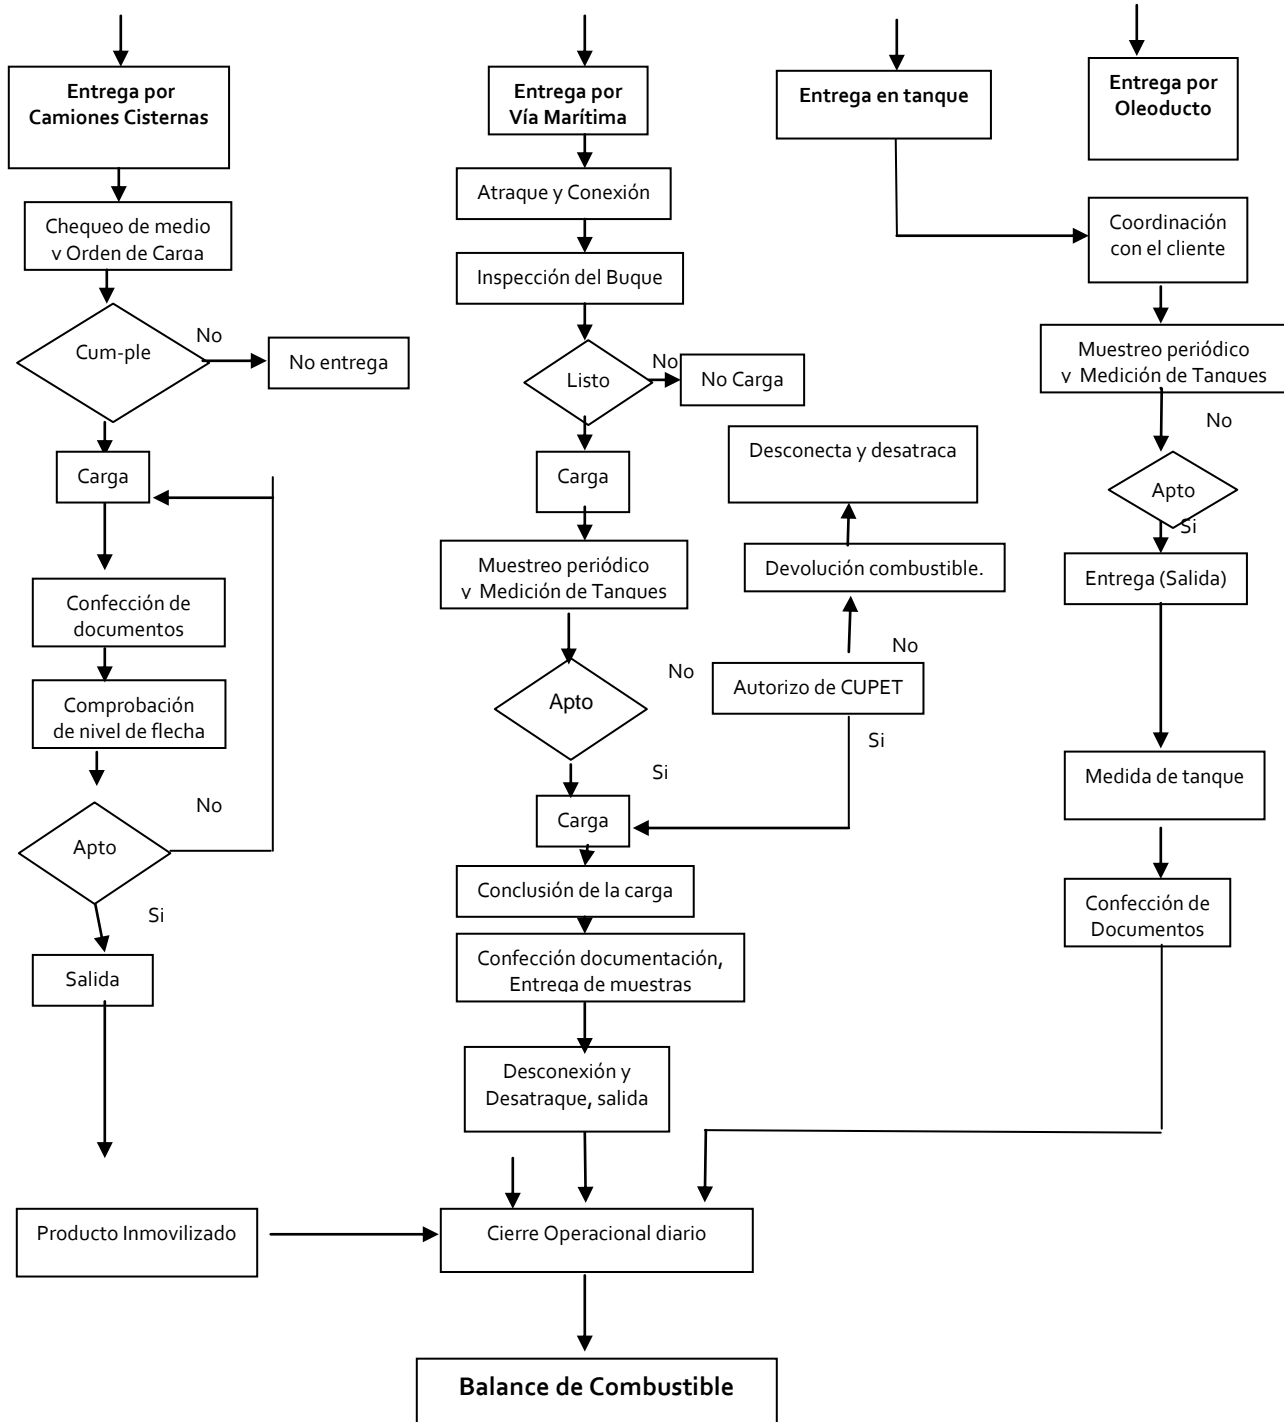 Entrega por
Camiones Cisternas
Chequeo de medio
y Orden de Carga
Cum-ple
No
No entrega
Carga
Confección de
documentos
Comprobación
de nivel de flecha
No
Apto
Si
Salida
Producto Inmovilizado
Entrega por
Vía Marítima
Atraque y Conexión
Inspección del Buque
Listo
No
No Carga
Carga
Muestreo periódico
y Medición de Tanques
Apto
No
Si
Desconecta y desatraca
Devolución combustible.
No
Autorizo de CUPET
Si
Carga
Conclusión de la carga
Confección documentación,
Entrega de muestras
Desconexión y
Desatraque, salida
Entrega en tanque
Entrega por
Oleoducto
Coordinación
con el cliente
Muestreo periódico
y Medición de Tanques
No
Apto
Si
Entrega (Salida)
Medida de tanque
Confección de
Documentos
Cierre Operacional diario
Balance de Combustible